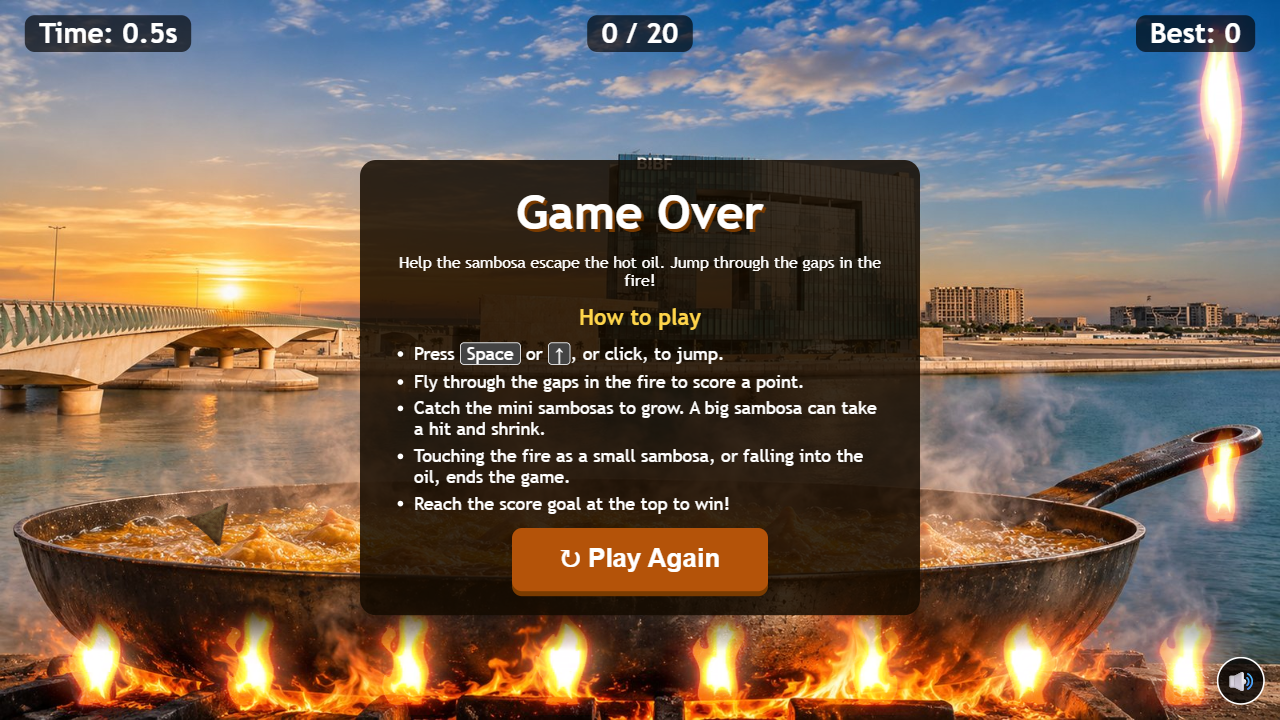 Time: 0.5s
0 / 20
Best: 0
BIBF
Game Over
Help the sambosa escape the hot oil. Jump through the gaps in the
fire!
How to play
• Press Space or ↑, or click, to jump.
• Fly through the gaps in the fire to score a point.
• Catch the mini sambosas to grow. A big sambosa can take
a hit and shrink.
• Touching the fire as a small sambosa, or falling into the
oil, ends the game.
• Reach the score goal at the top to win!
↻ Play Again